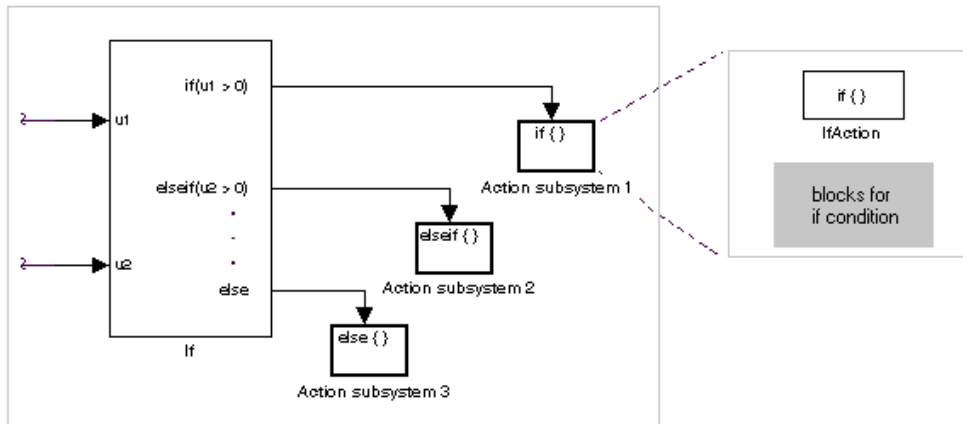 if(u1 > 0)
u1
if { }
Action subsystem 1
elseif(u2 > 0)
elseif { }
Action subsystem 2
u2
else
else { }
Action subsystem 3
If
if { }
IfAction
blocks for
if condition